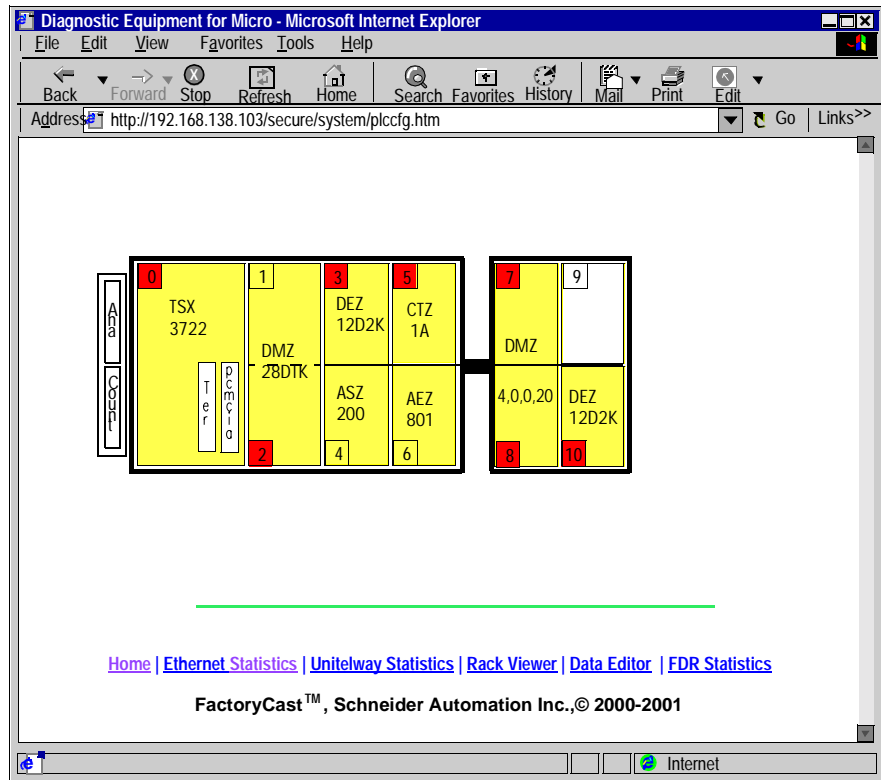 Diagnostic Equipment for Micro - Microsoft Internet Explorer
File Edit View Favorites Tools Help
Back Forward Stop Refresh Home Search Favorites History Mail Print Edit
Address http://192.168.138.103/secure/system/plccfg.htm Go Links>>
Ana
Count
0
TSX
3722
Ter
pcmçıa
1
DMZ
28DTK
2
3
DEZ
12D2K
ASZ
200
4
5
CTZ
1A
AEZ
801
6
7
DMZ
4,0,0,20
8
9
DEZ
12D2K
10
Home | Ethernet Statistics | Unitelway Statistics | Rack Viewer | Data Editor | FDR Statistics
FactoryCast™, Schneider Automation Inc.,© 2000-2001
Internet